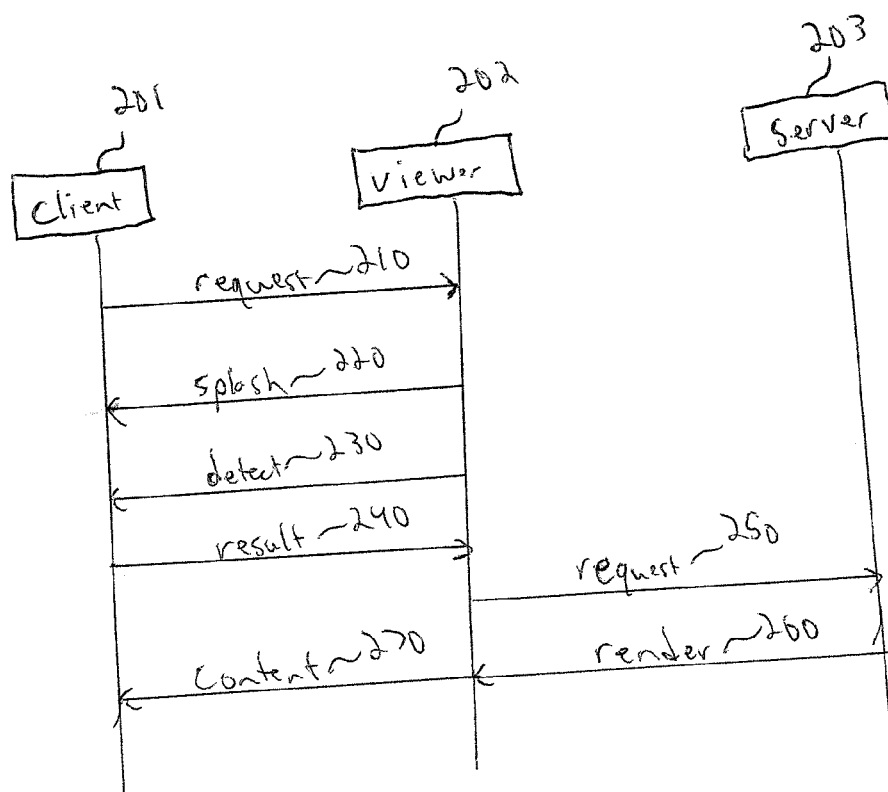 203
202
201
Server
Viewer
Client
request~210
splash~220
detect~230
result~240
request~250
render~260
content~270